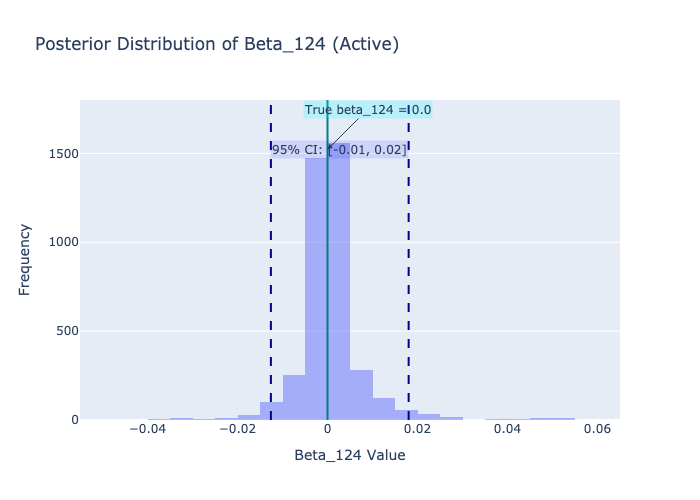 Posterior Distribution of Beta_124 (Active)
True beta_124 = 0.0
95% CI: [-0.01, 0.02]
1500
1000
500
0
Frequency
−0.04 −0.02 0 0.02 0.04 0.06
Beta_124 Value